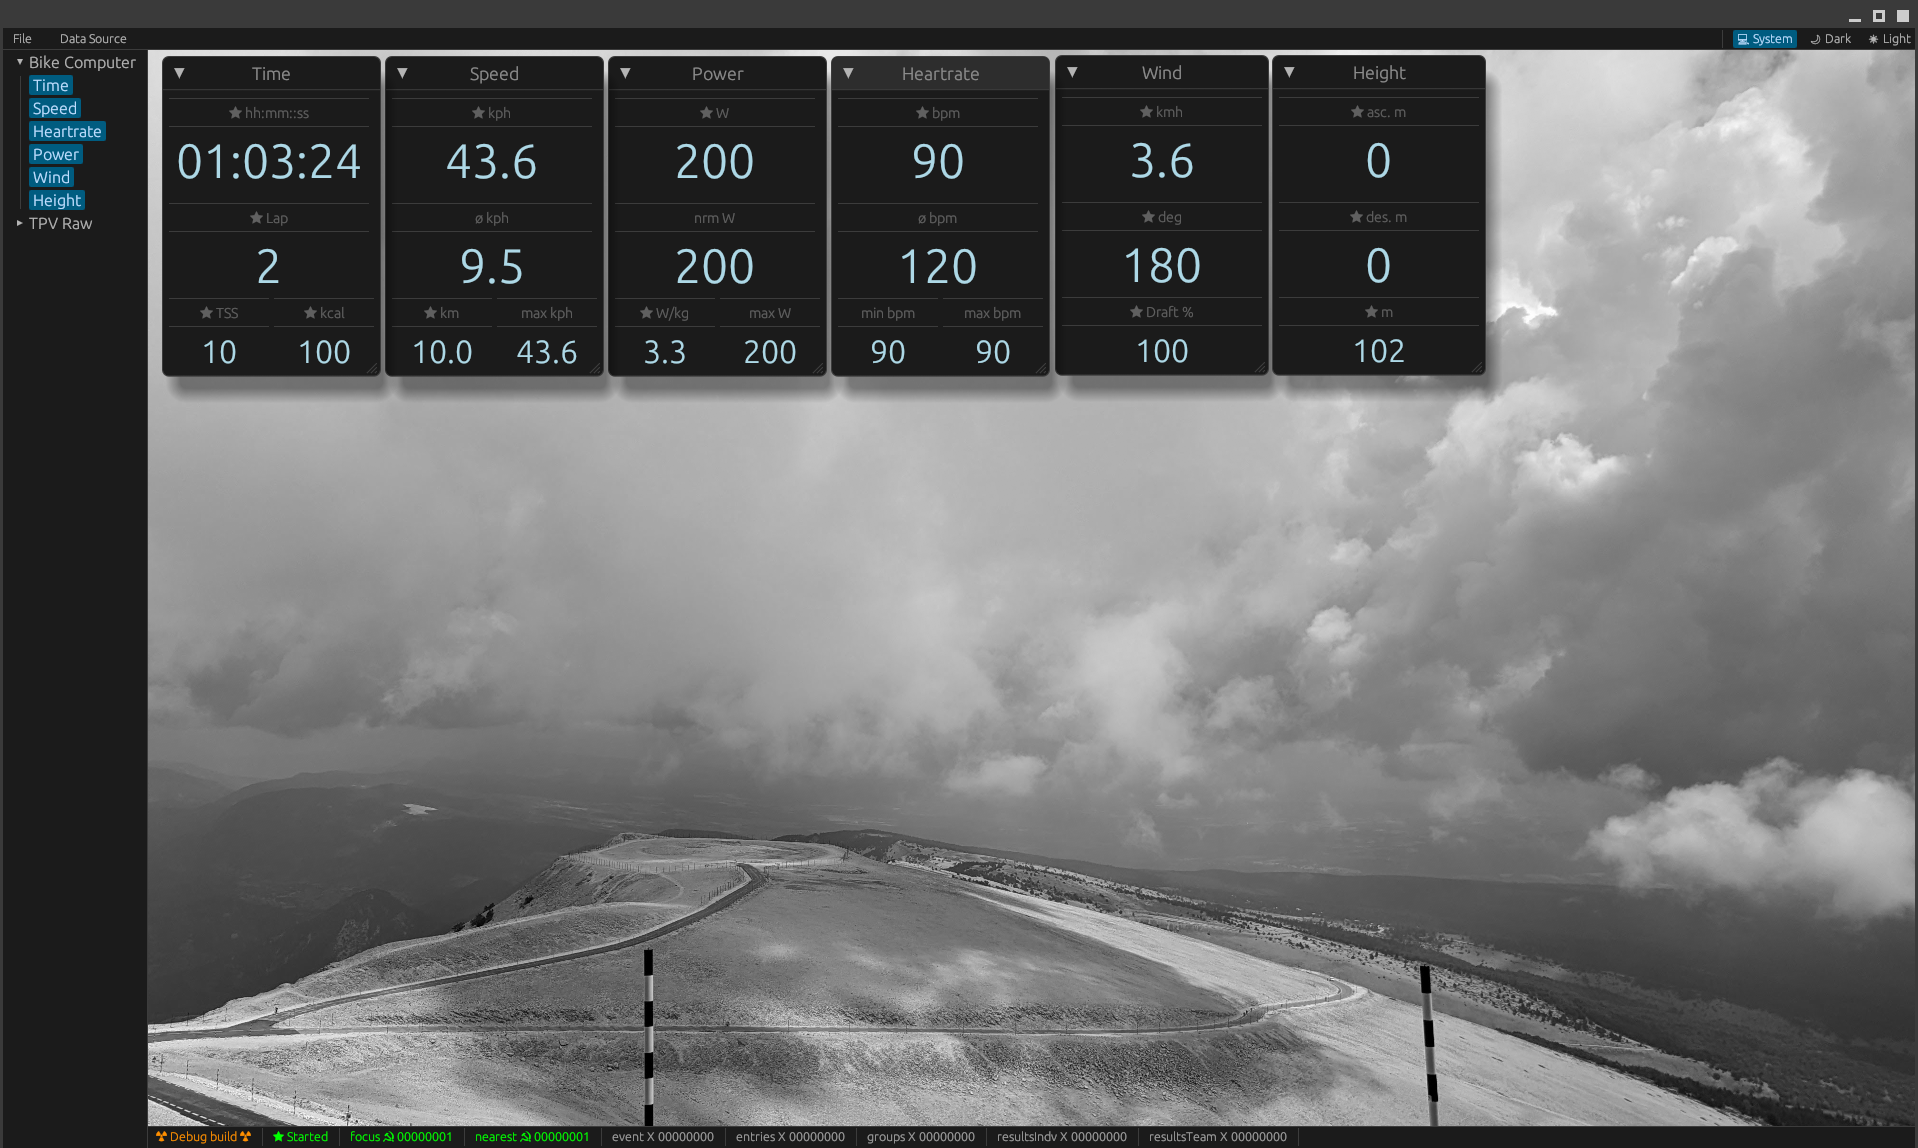 File Data Source System Dark Light
Bike Computer
Time
Speed
Heartrate
Power
Wind
Height
TPV Raw
Time
hh:mm::ss
01:03:24
Lap
2
TSS kcal
10 100
Speed
kph
43.6
ø kph
9.5
km max kph
10.0 43.6
Power
W
200
nrm W
200
W/kg max W
3.3 200
Heartrate
bpm
90
ø bpm
120
min bpm max bpm
90 90
Wind
kmh
3.6
deg
180
Draft %
100
Height
asc. m
0
des. m
0
m
102
Debug build Started focus 00000001 nearest 00000001 event X 00000000 entries X 00000000 groups X 00000000 resultsIndv X 00000000 resultsTeam X 00000000